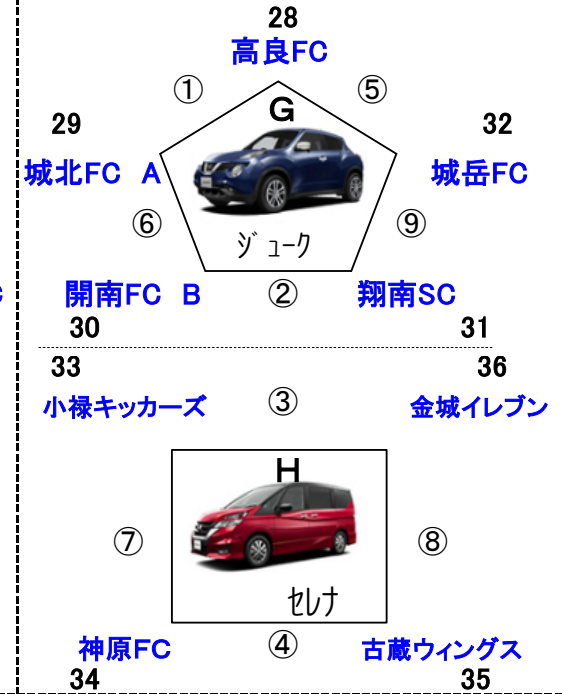 28
高良FC
① ⑤
G
29 32
城北FC A 城岳FC
⑥ ⑨
ジューク
開南FC B ② 翔南SC
30 31
33 36
小禄キッカーズ ③ 金城イレブン
H
⑦ ⑧
セレナ
神原FC ④ 古蔵ウィングス
34 35